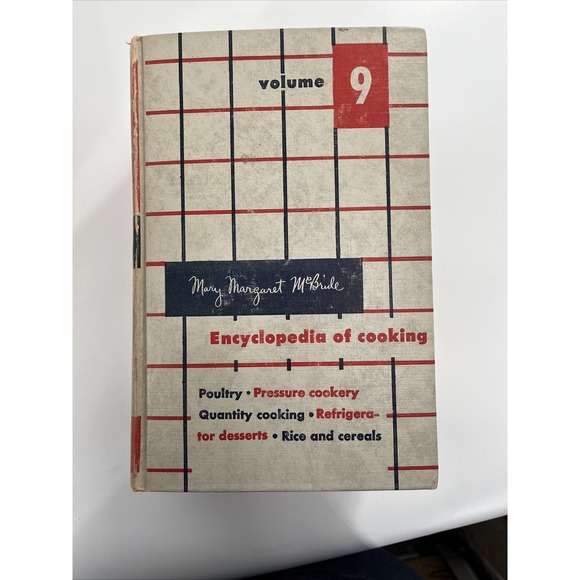 volume 9
Mary Margaret McBride
Encyclopedia of cooking
Poultry • Pressure cookery
Quantity cooking • Refrigera-
tor desserts • Rice and cereals